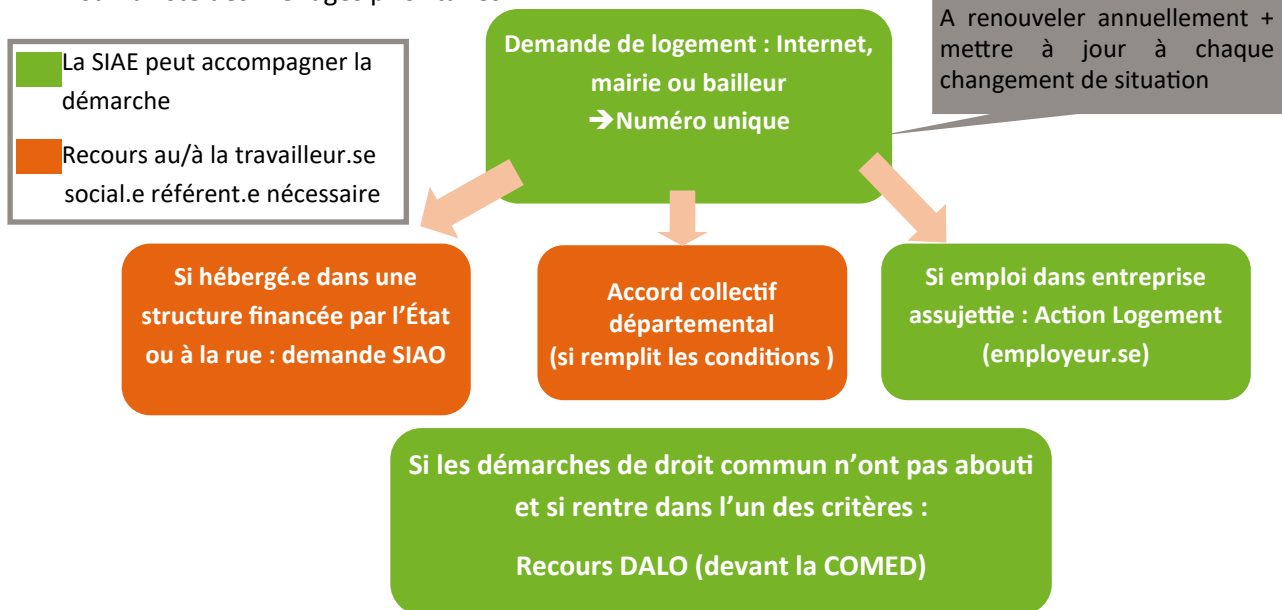 La SIAE peut accompagner la
démarche
Recours au/à la travailleur.se
social.e référent.e nécessaire
Demande de logement : Internet,
mairie ou bailleur
➔Numéro unique
A renouveler annuellement +
mettre à jour à chaque
changement de situation
Si hébergé.e dans une
structure financée par l’État
ou à la rue : demande SIAO
Accord collectif
départemental
(si remplit les conditions )
Si emploi dans entreprise
assujettie : Action Logement
(employeur.se)
Si les démarches de droit commun n’ont pas abouti
et si rentre dans l’un des critères :
Recours DALO (devant la COMED)